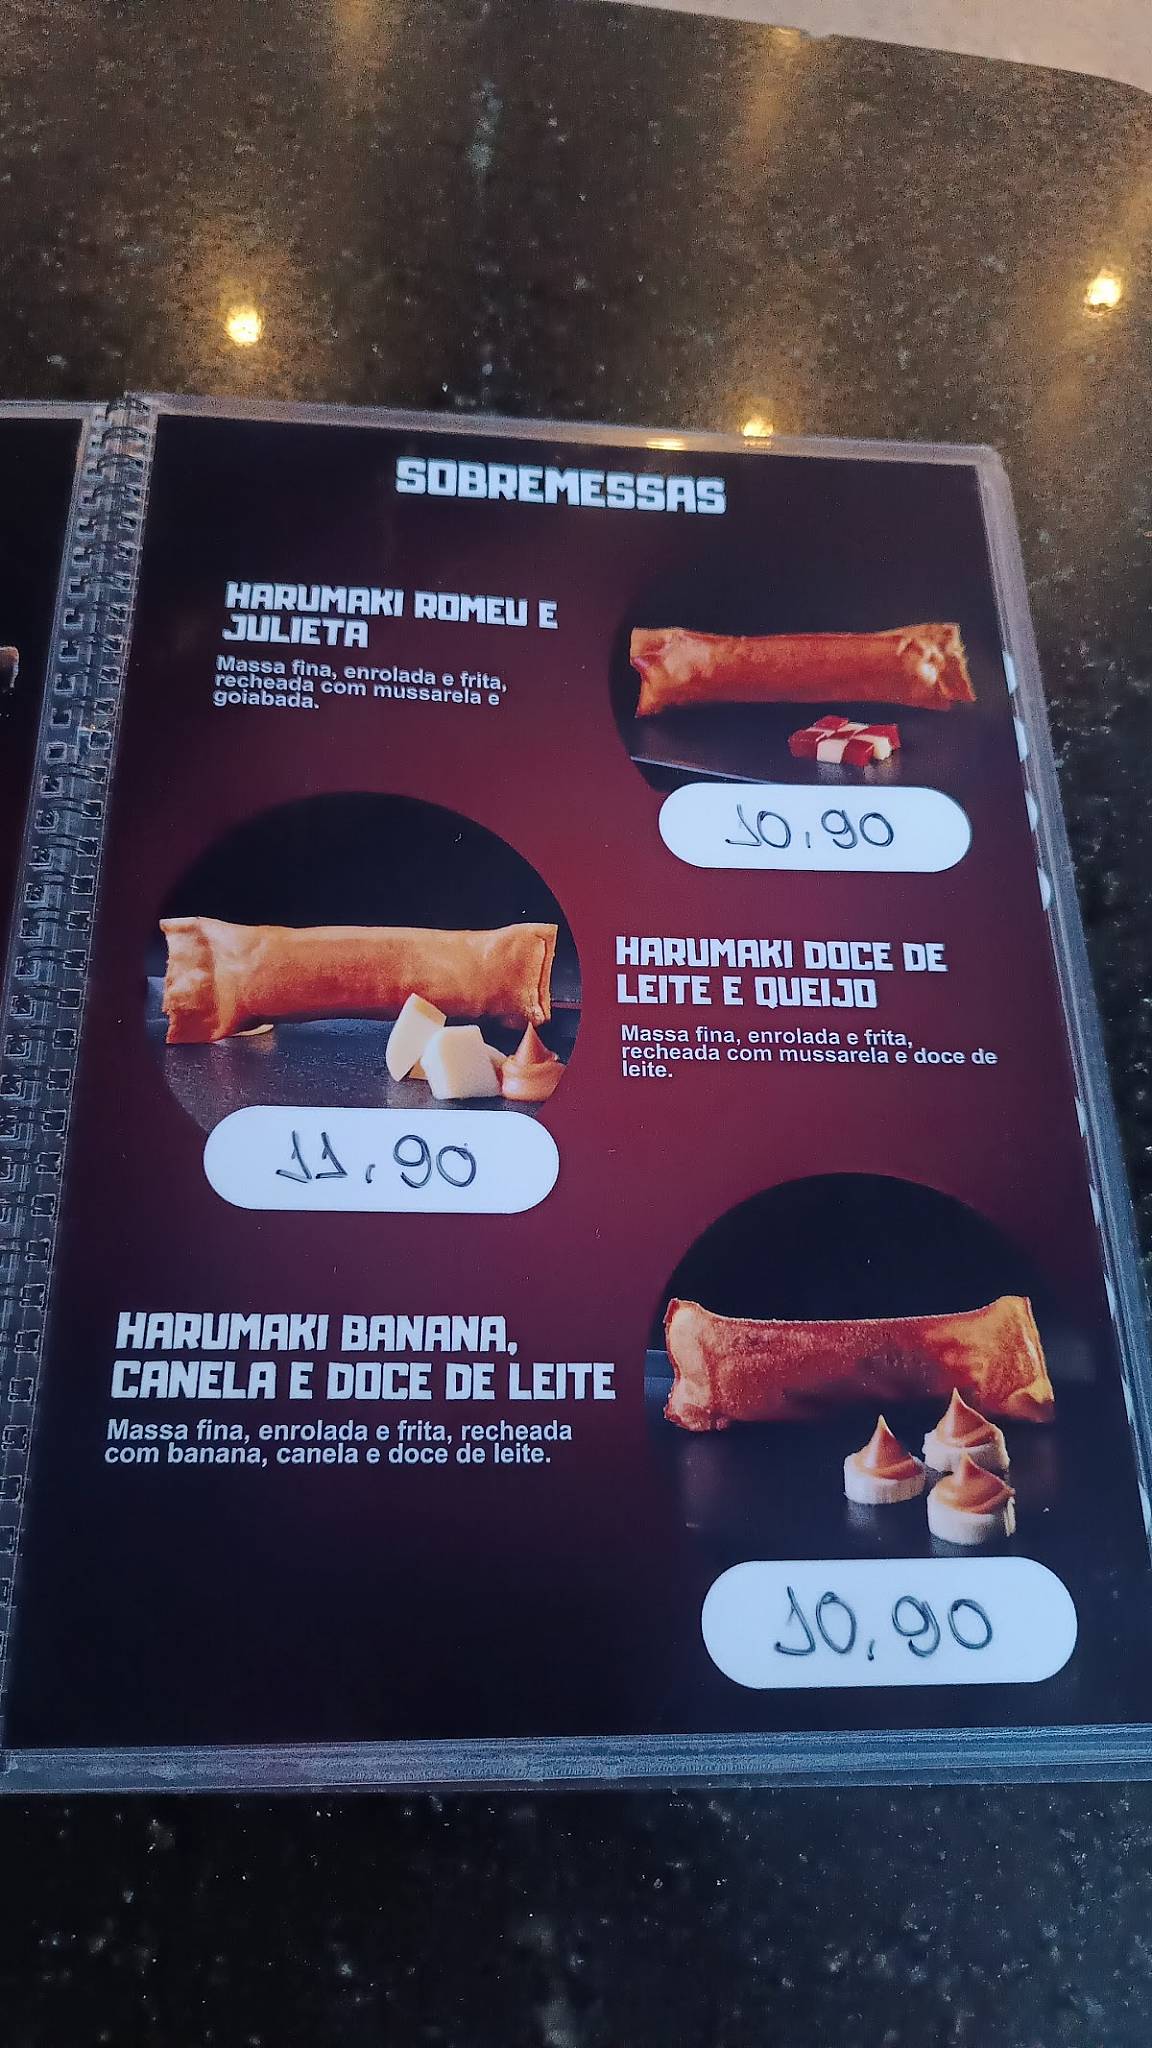 SOBREMESSAS
HARUMAKI ROMEU E
JULIETA
Massa fina, enrolada e frita,
recheada com mussarela e
goiabada.
10,90
HARUMAKI DOCE DE
LEITE E QUEIJO
Massa fina, enrolada e frita,
recheada com mussarela e doce de
leite.
11,90
HARUMAKI BANANA,
CANELA E DOCE DE LEITE
Massa fina, enrolada e frita, recheada
com banana, canela e doce de leite.
10,90